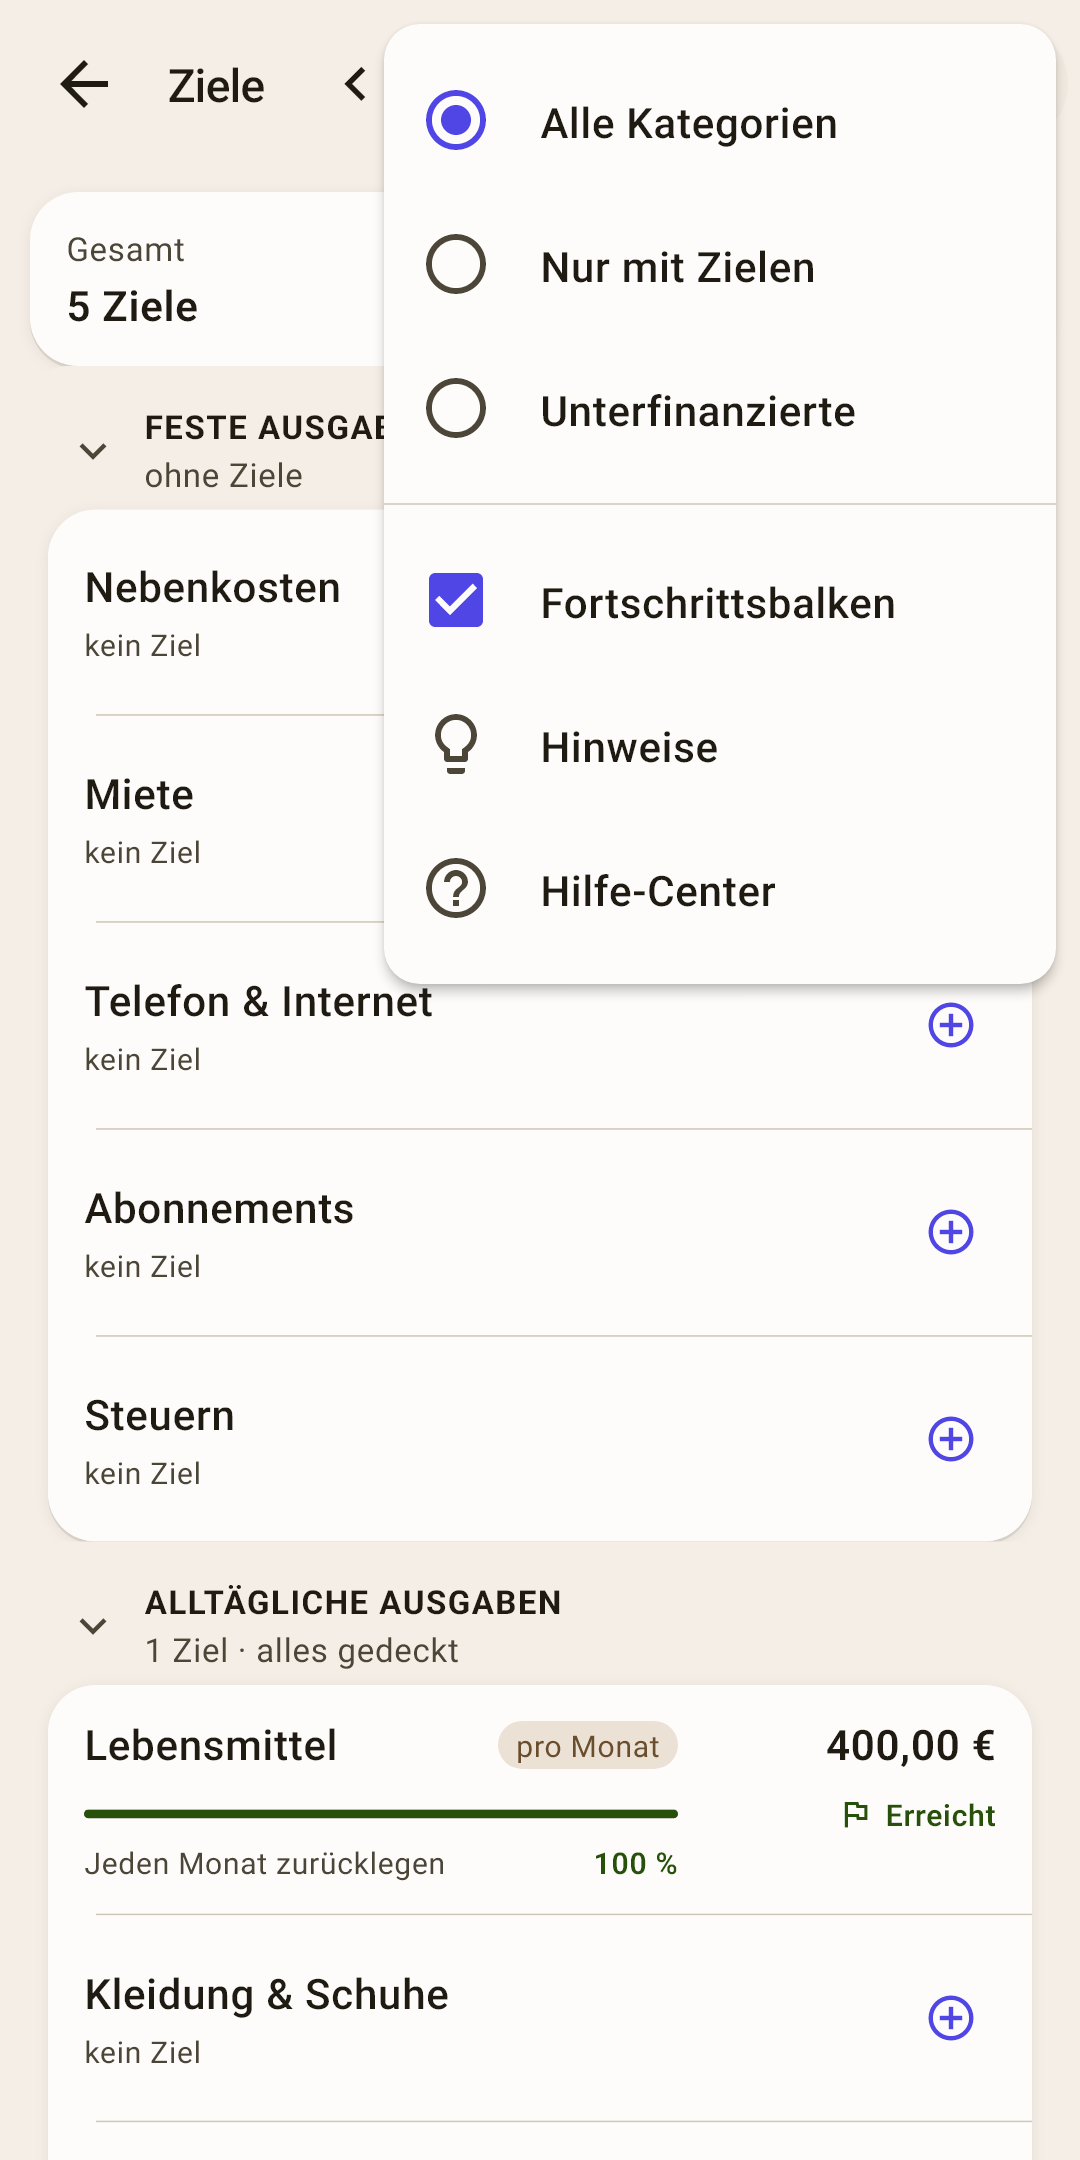 Ziele
Alle Kategorien
Nur mit Zielen
Unterfinanzierte
Fortschrittsbalken
Hinweise
Hilfe-Center
Gesamt
5 Ziele
FESTE
ohne Ziele
Nebenkosten
kein Ziel
Miete
kein Ziel
Telefon & Internet
kein Ziel
Abonnements
kein Ziel
Steuern
kein Ziel
ALLTÄGLICHE AUSGABEN
1 Ziel · alles gedeckt
Lebensmittel
pro Monat
400,00 €
Erreicht
Jeden Monat zurücklegen
100 %
Kleidung & Schuhe
kein Ziel